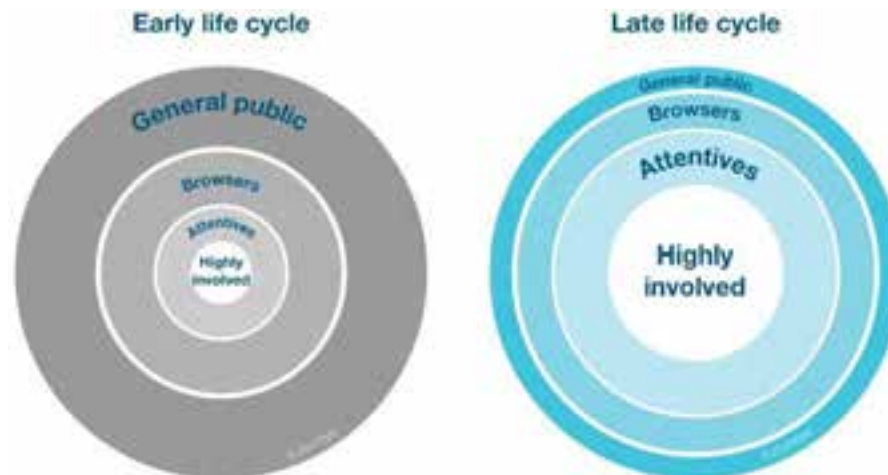 Early life cycle
General public
Browsers
Attentives
Highly
involved
Late life cycle
General public
Browsers
Attentives
Highly
involved